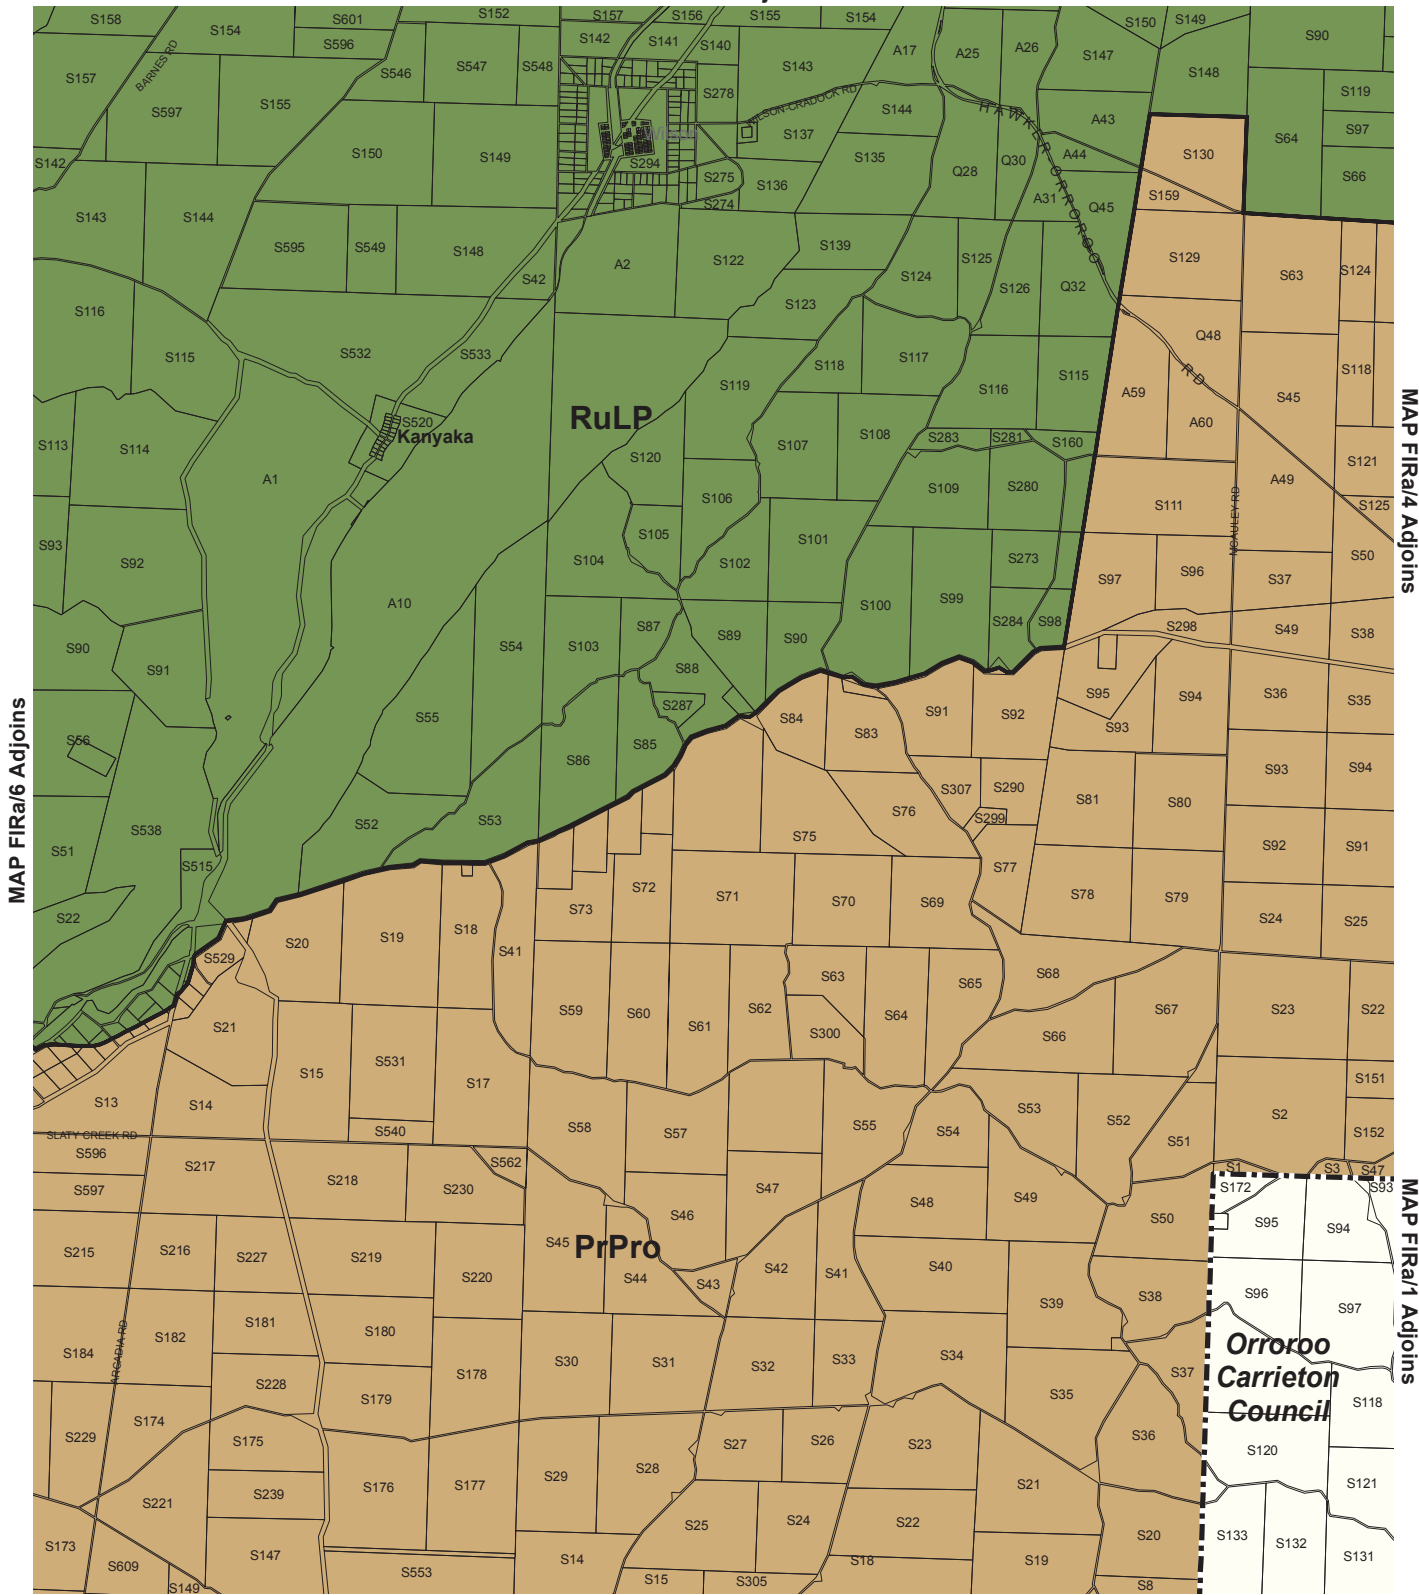 S158
S154
S601
S152
S157
S156
S155
S154
S150
S149
S90
S596
S142
S141
S140
A17
A25
A26
S147
BARNES RD
S157
S546
S547
S548
S143
S148
S119
S597
S155
S278
WILSON-CRADOCK RD
S144
HAWKER-ORROROO
A43
S64
S97
Wilson
S137
S142
S150
S149
S294
S135
Q28
Q30
A44
S130
S66
S275
S136
S274
A31
Q45
S159
S143
S144
S595
S549
S148
S42
A2
S122
S139
S124
S125
S126
Q32
S129
S63
S124
S116
S123
S115
S532
S533
S118
S117
S116
S115
Q48
RD
S118
S119
A59
S45
S520
Kanyaka
RuLP
A60
MAP FIRa/4 Adjoins
S113
S114
S107
S108
S283
S281
S160
S120
A1
S106
S109
S280
S111
A49
S121
S125
MCAULEY RD
S93
S92
S105
S101
S104
S102
S273
S97
S96
S37
S50
A10
S100
S99
S90
S91
S54
S103
S87
S89
S90
S284
S98
S298
S49
S38
S88
MAP FIRa/6 Adjoins
S56
S55
S287
S84
S83
S91
S92
S95
S94
S36
S35
S93
S86
S85
S93
S94
S307
S290
S81
S80
S51
S538
S52
S53
S75
S76
S299
S515
S92
S91
S77
S22
S20
S19
S18
S41
S73
S72
S71
S70
S69
S78
S79
S24
S25
S529
S68
S63
S65
S21
S59
S60
S61
S62
S300
S64
S66
S67
S23
S22
S15
S531
S17
S151
S13
S14
S53
S52
S2
SLATY CREEK RD
S540
S58
S57
S55
S54
S51
S152
S596
S217
S562
S1
S3
S47
S597
S218
S230
S47
S48
S49
S172
S93
MAP FIRa/1 Adjoins
S46
S50
S95
S94
S215
S216
S227
S219
S45
PrPro
S220
S44
S43
S42
S41
S40
S38
S96
S97
S39
S181
S180
ARCADIA RD
S184
S182
S30
S31
S32
S33
S34
S37
Orroroo
Carrieton
Council
S228
S179
S178
S35
S118
S229
S174
S175
S27
S26
S23
S36
S120
S29
S28
S176
S177
S21
S121
S221
S239
S25
S24
S22
S20
S133
S132
S131
S173
S609
S147
S14
S18
S19
S149
S553
S15
S305
S8